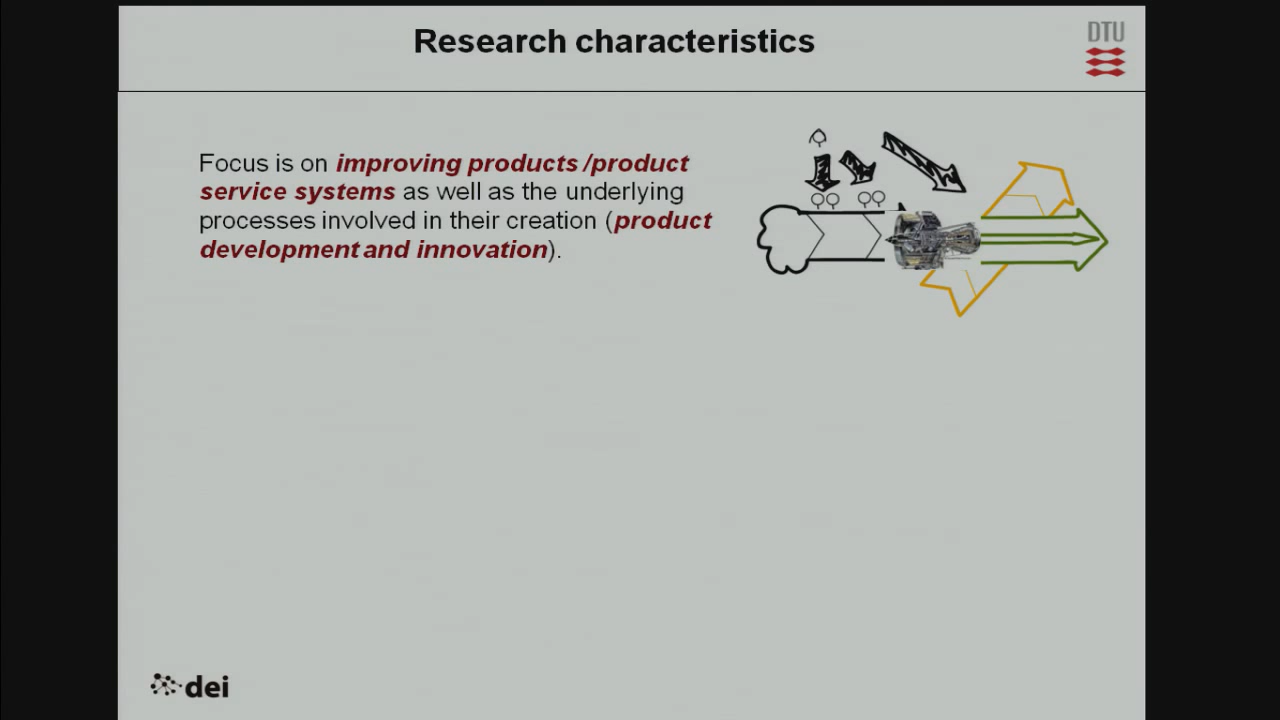 Research characteristics
DTU
Focus is on improving products /product
service systems as well as the underlying
processes involved in their creation (product
development and innovation).
dei